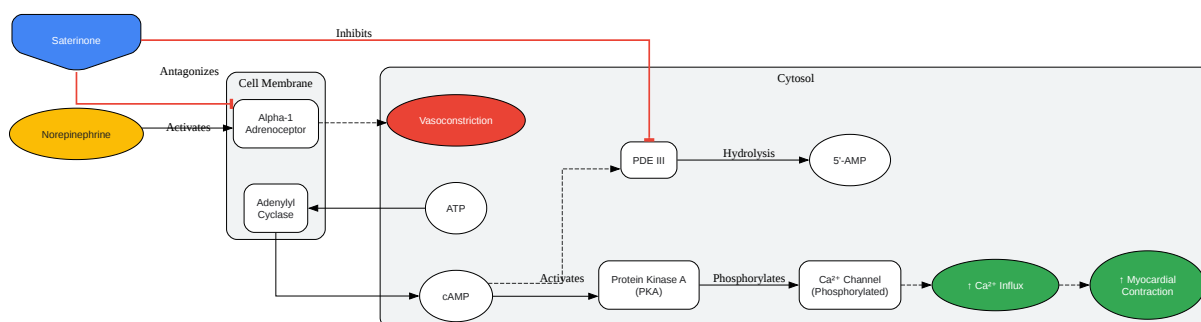 Saterinone
Inhibits
Antagonizes
Cell Membrane
Cytosol
Norepinephrine
Activates
Alpha-1
Adrenoceptor
Vasoconstriction
PDE III
Hydrolysis
5'-AMP
Adenylyl
Cyclase
ATP
cAMP
Activates
Protein Kinase A
(PKA)
Phosphorylates
Ca²⁺ Channel
(Phosphorylated)
↑ Ca²⁺ Influx
↑ Myocardial
Contraction